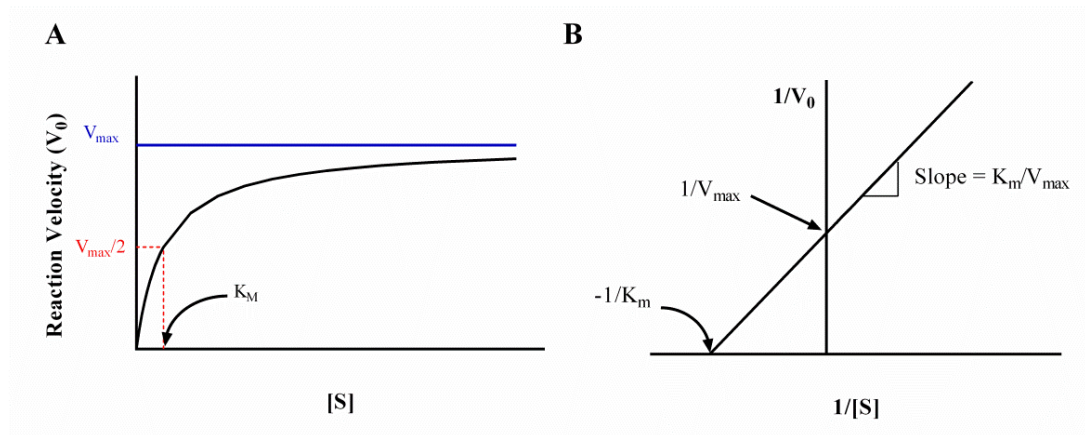 A
Reaction Velocity (V₀)
Vmax
Vmax/2
KM
[S]
B
1/V₀
Slope = Km/Vmax
1/Vmax
-1/Km
1/[S]